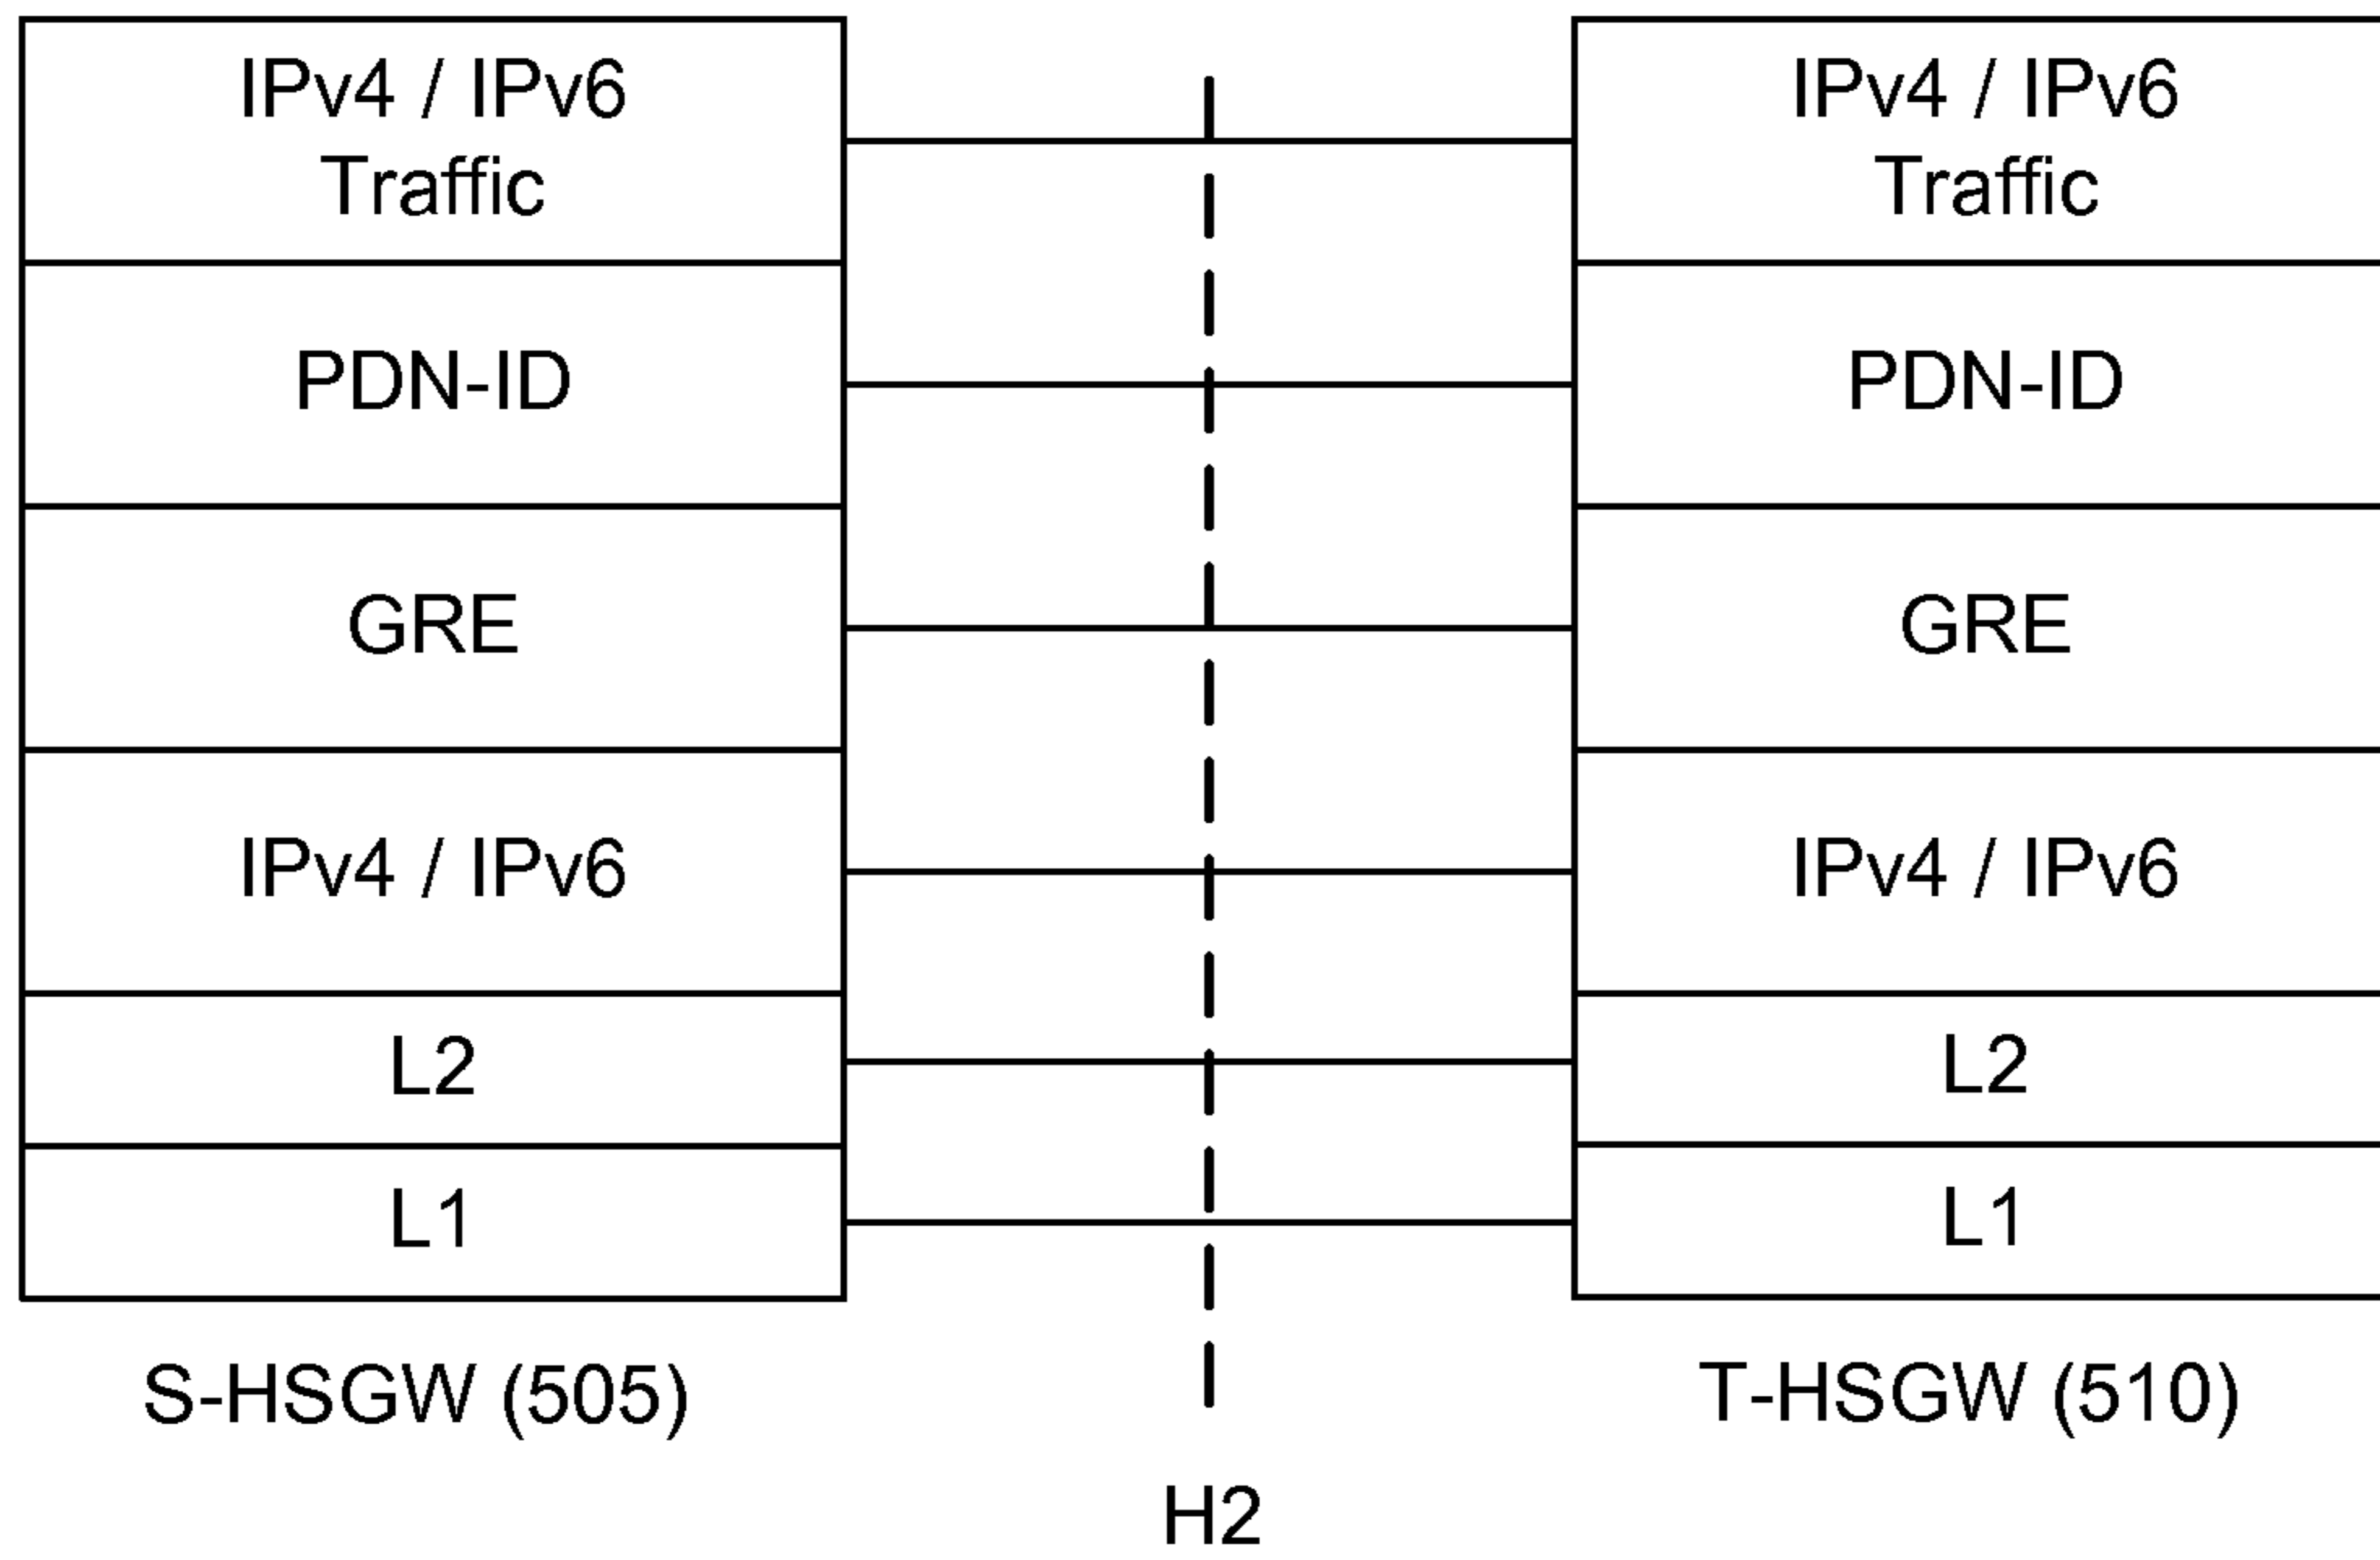 IPv4 / IPv6
Traffic
PDN-ID
GRE
IPv4 / IPv6
L2
L1
S-HSGW (505)
IPv4 / IPv6
Traffic
PDN-ID
GRE
IPv4 / IPv6
L2
L1
T-HSGW (510)
H2